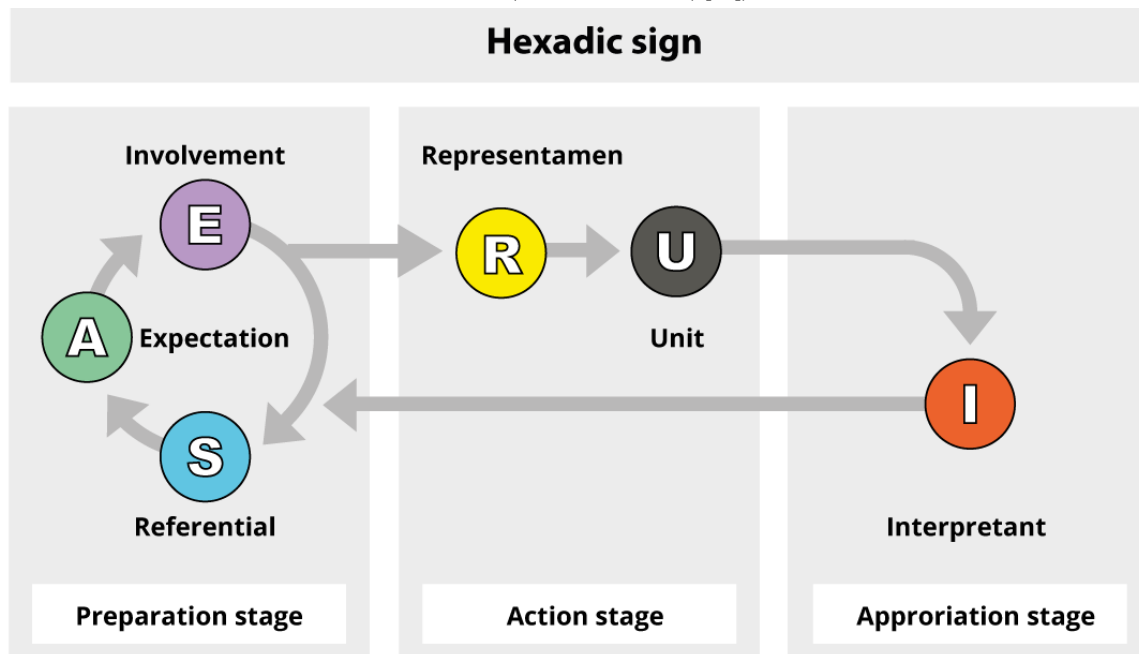 Hexadic sign
Involvement
E
A
Expectation
S
Referential
Preparation stage
Representamen
R
U
Unit
Action stage
I
Interpretant
Approriation stage